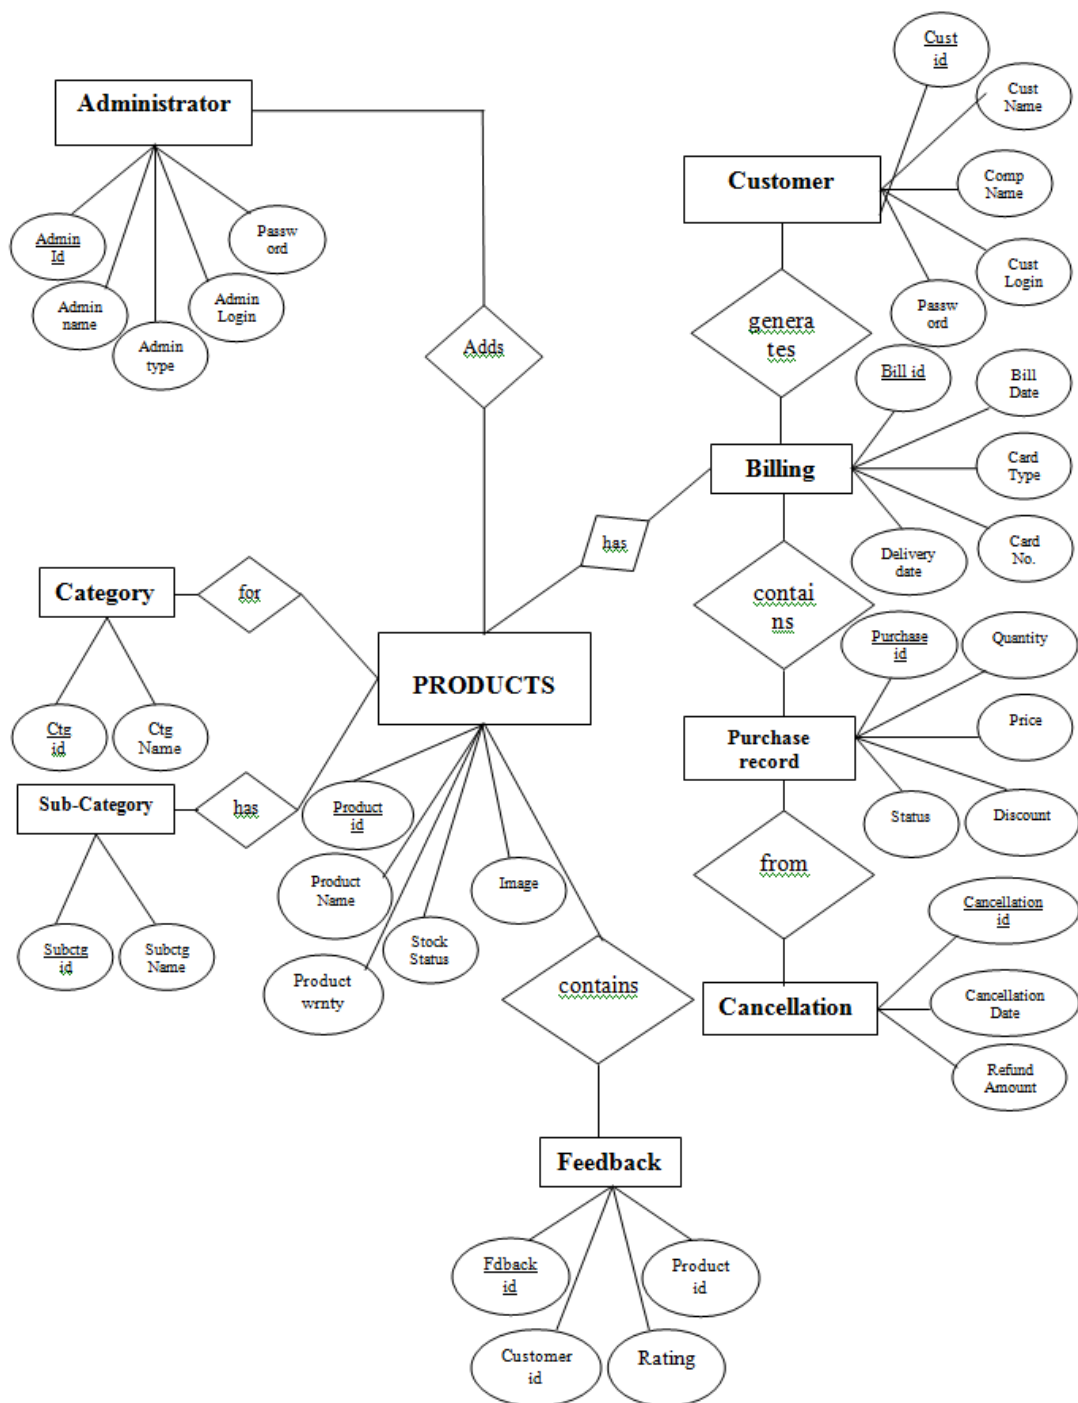 Cust
id
Cust
Name
Administrator
Customer
Comp
Name
Admin
Id
Passw
ord
Admin
name
Admin
Login
Admin
type
Cust
Login
Passw
ord
genera
tes
Adds
Bill id
Bill
Date
Billing
Card
Type
has
Delivery
date
Card
No.
Category
for
contai
ns
Purchase
id
Quantity
PRODUCTS
Ctg
id
Ctg
Name
Purchase
record
Price
Sub-Category
has
Product
id
Status
Discount
Product
Name
Image
from
Cancellation
id
Subctg
id
Subctg
Name
Stock
Status
Product
wrnty
contains
Cancellation
Cancellation
Date
Refund
Amount
Feedback
Fdback
id
Product
id
Customer
id
Rating